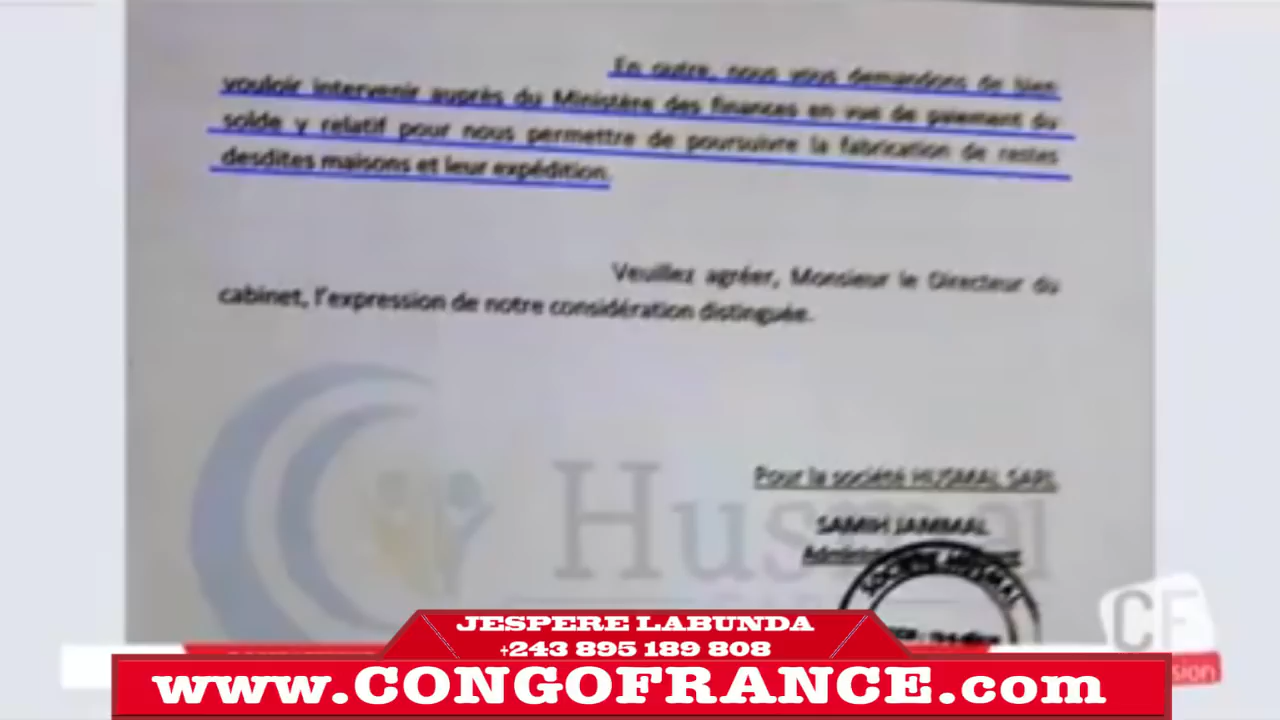 En outre, nous vous demandons de bien
vouloir intervenir auprès du Ministère des finances en vue de paiement du
solde y relatif pour nous permettre de poursuivre la fabrication de restes
desdites maisons et leur expédition.
Veuillez agréer, Monsieur le Directeur du
cabinet, l'expression de notre considération distinguée.
Pour la société HUSMAL SARL
SAMIH JAMMAL
SOCIETE HUSMAL
CF
JESPERE LABUNDA
+243 895 189 808
www.CONGOFRANCE.com